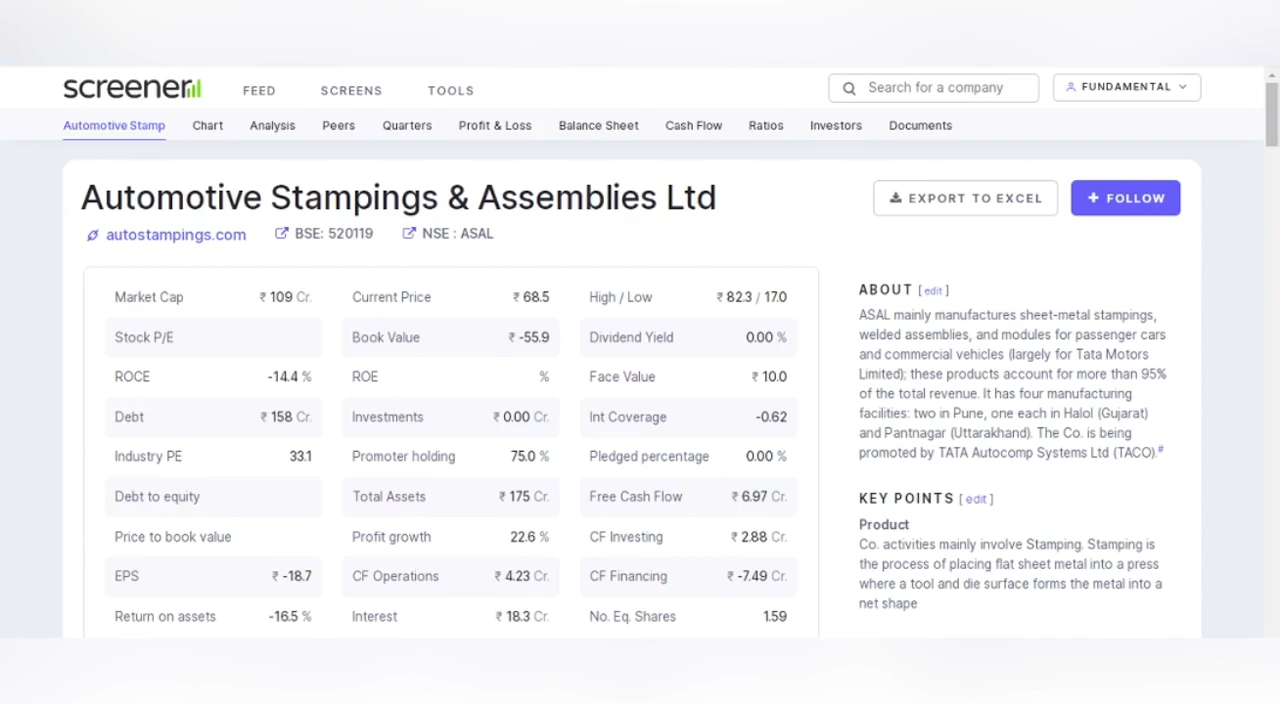 screener
FEED SCREENS TOOLS
Search for a company
FUNDAMENTAL
Automotive Stamp Chart Analysis Peers Quarters Profit & Loss Balance Sheet Cash Flow Ratios Investors Documents
Automotive Stampings & Assemblies Ltd
EXPORT TO EXCEL
+ FOLLOW
autostampings.com BSE: 520119 NSE : ASAL
Market Cap ₹ 109 Cr. Current Price ₹ 68.5 High / Low ₹ 82.3 / 17.0
Stock P/E Book Value ₹ -55.9 Dividend Yield 0.00 %
ROCE -14.4 % ROE % Face Value ₹ 10.0
Debt ₹ 158 Cr. Investments ₹ 0.00 Cr. Int Coverage -0.62
Industry PE 33.1 Promoter holding 75.0 % Pledged percentage 0.00 %
Debt to equity Total Assets ₹ 175 Cr. Free Cash Flow ₹ 6.97 Cr.
Price to book value Profit growth 22.6 % CF Investing ₹ 2.88 Cr.
EPS ₹ -18.7 CF Operations ₹ 4.23 Cr. CF Financing ₹ -7.49 Cr.
Return on assets -16.5 % Interest ₹ 18.3 Cr. No. Eq. Shares 1.59
ABOUT [ edit ]
ASAL mainly manufactures sheet-metal stampings,
welded assemblies, and modules for passenger cars
and commercial vehicles (largely for Tata Motors
Limited); these products account for more than 95%
of the total revenue. It has four manufacturing
facilities: two in Pune, one each in Halol (Gujarat)
and Pantnagar (Uttarakhand). The Co. is being
promoted by TATA Autocomp Systems Ltd (TACO).#
KEY POINTS [ edit ]
Product
Co. activities mainly involve Stamping. Stamping is
the process of placing flat sheet metal into a press
where a tool and die surface forms the metal into a
net shape